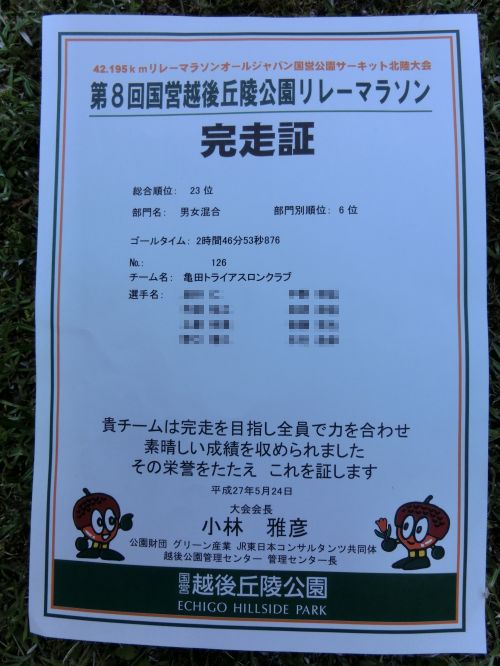 42.195kmリレーマラソンオールジャパン国営公園サーキット北陸大会
第8回国営越後丘陵公園リレーマラソン
完走証
総合順位: 23 位
部門名: 男女混合 部門別順位: 6 位
ゴールタイム: 2時間46分53秒876
No.: 126
チーム名: 亀田トライアスロンクラブ
選手名:
貴チームは完走を目指し全員で力を合わせ
素晴しい成績を収められました
その栄誉をたたえ これを証します
平成27年5月24日
大会会長
小林 雅彦
公園財団 グリーン産業 JR東日本コンサルタンツ共同体
越後公園管理センター 管理センター長
国営 越後丘陵公園
ECHIGO HILLSIDE PARK